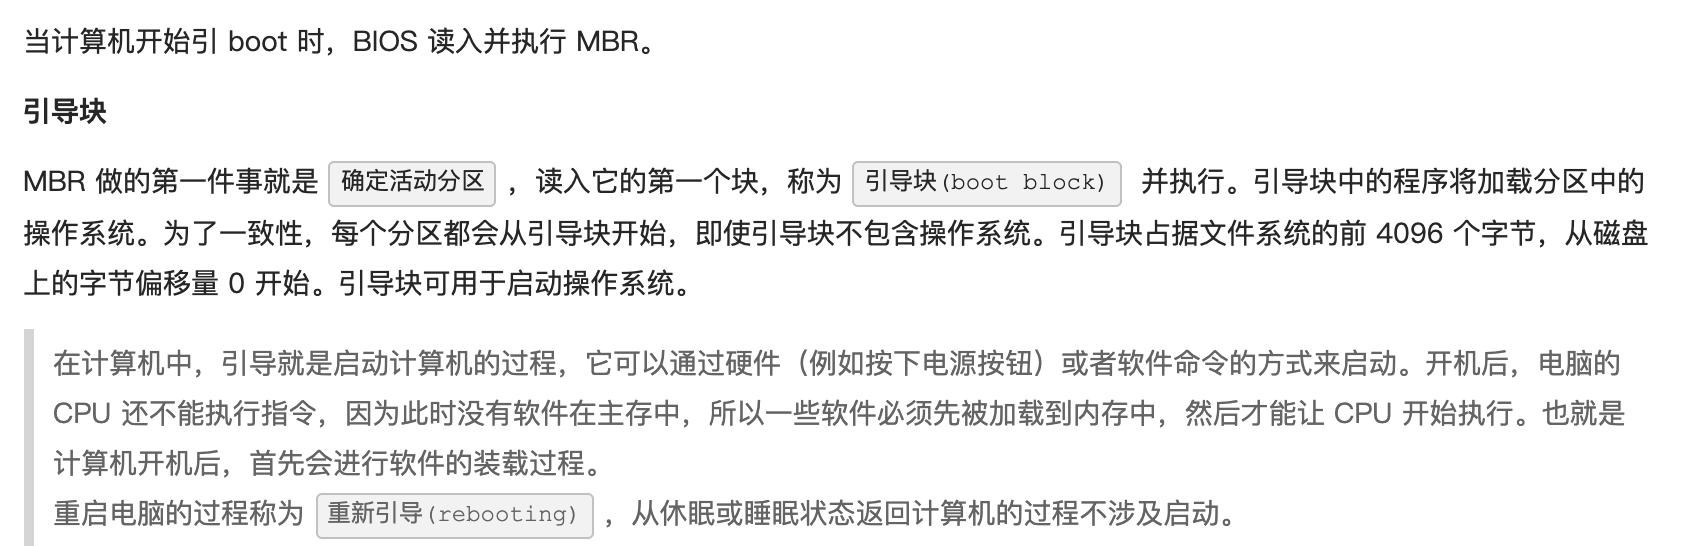 当计算机开始引 boot 时，BIOS 读入并执行 MBR。
引导块
MBR 做的第一件事就是 确定活动分区 ，读入它的第一个块，称为 引导块(boot block) 并执行。引导块中的程序将加载分区中的
操作系统。为了一致性，每个分区都会从引导块开始，即使引导块不包含操作系统。引导块占据文件系统的前 4096 个字节，从磁盘
上的字节偏移量 0 开始。引导块可用于启动操作系统。
在计算机中，引导就是启动计算机的过程，它可以通过硬件（例如按下电源按钮）或者软件命令的方式来启动。开机后，电脑的
CPU 还不能执行指令，因为此时没有软件在主存中，所以一些软件必须先被加载到内存中，然后才能让 CPU 开始执行。也就是
计算机开机后，首先会进行软件的装载过程。
重启电脑的过程称为 重新引导(rebooting) ，从休眠或睡眠状态返回计算机的过程不涉及启动。